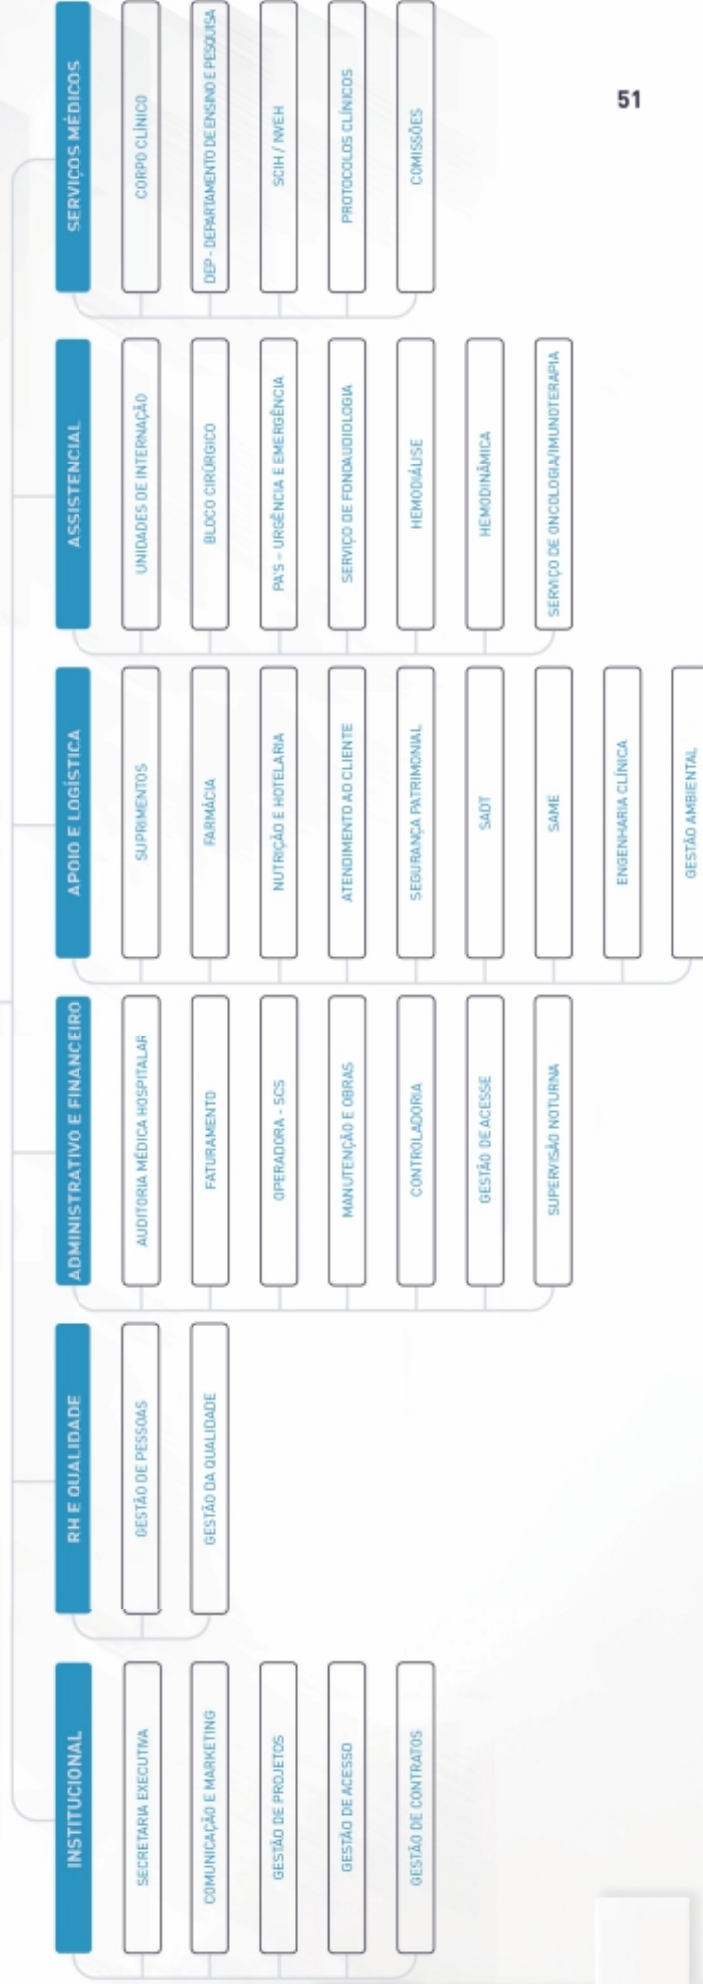 INSTITUCIONAL
SECRETARIA EXECUTIVA
COMUNICAÇÃO E MARKETING
GESTÃO DE PROJETOS
GESTÃO DE ACESSO
GESTÃO DE CONTRATOS
RH E QUALIDADE
GESTÃO DE PESSOAS
GESTÃO DA QUALIDADE
ADMINISTRATIVO E FINANCEIRO
AUDITORIA MÉDICA HOSPITALAR
FATURAMENTO
OPERADORA - SCS
MANUTENÇÃO E OBRAS
CONTROLADORIA
GESTÃO DE ACESSE
SUPERVISÃO NOTURNA
APOIO E LOGÍSTICA
SUPRIMENTOS
FARMÁCIA
NUTRIÇÃO E HOTELARIA
ATENDIMENTO AO CLIENTE
SEGURANÇA PATRIMONIAL
SADT
SAME
ENGENHARIA CLÍNICA
GESTÃO AMBIENTAL
ASSISTENCIAL
UNIDADES DE INTERNAÇÃO
BLOCO CIRÚRGICO
PA'S – URGÊNCIA E EMERGÊNCIA
SERVIÇO DE FONOAUDIOLOGIA
HEMODIÁLISE
HEMODINÂMICA
SERVIÇO DE ONCOLOGIA/IMUNOTERAPIA
SERVIÇOS MÉDICOS
CORPO CLÍNICO
DEP - DEPARTAMENTO DE ENSINO E PESQUISA
SCIH / NVEH
PROTOCOLOS CLÍNICOS
COMISSÕES
51